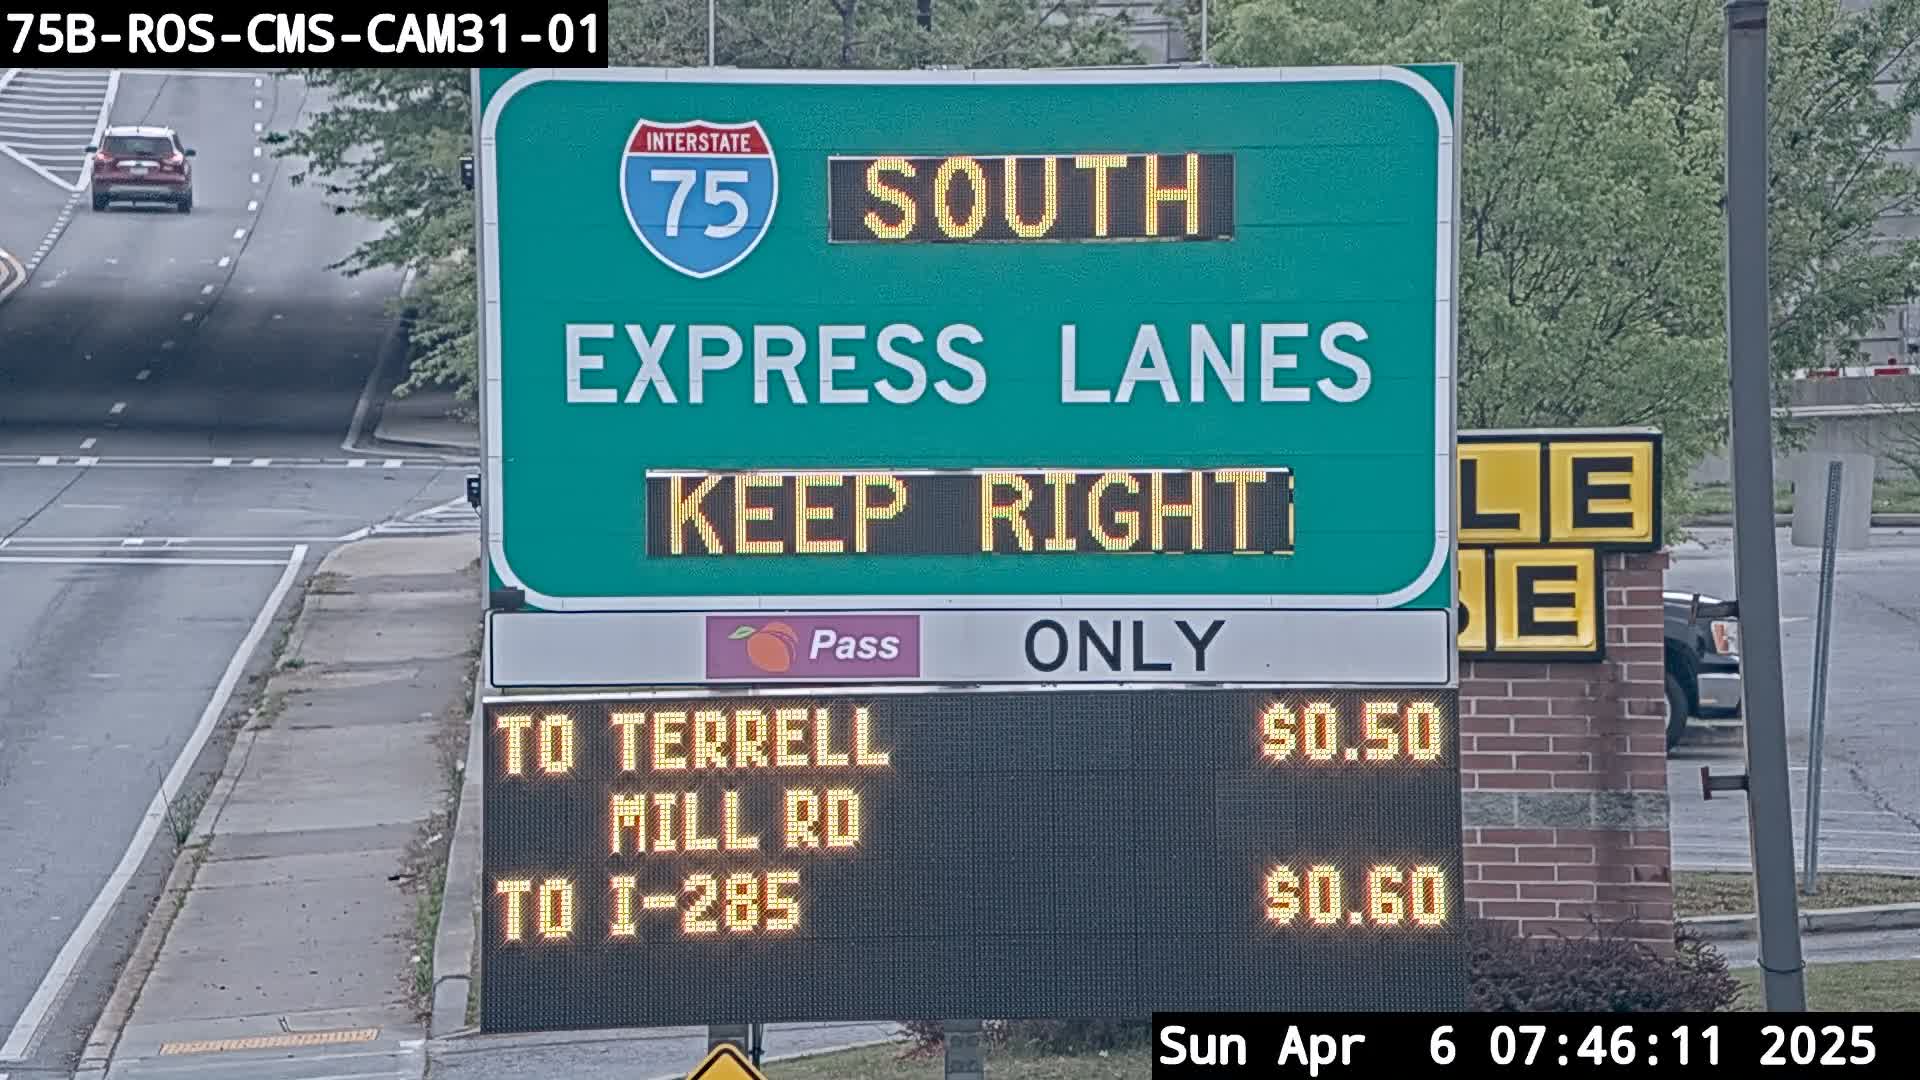 75B-ROS-CMS-CAM31-01
INTERSTATE
75
SOUTH
EXPRESS LANES
KEEP RIGHT
Pass ONLY
LE
E
TO TERRELL $0.50
MILL RD
TO I-285 $0.60
Sun Apr 6 07:46:11 2025